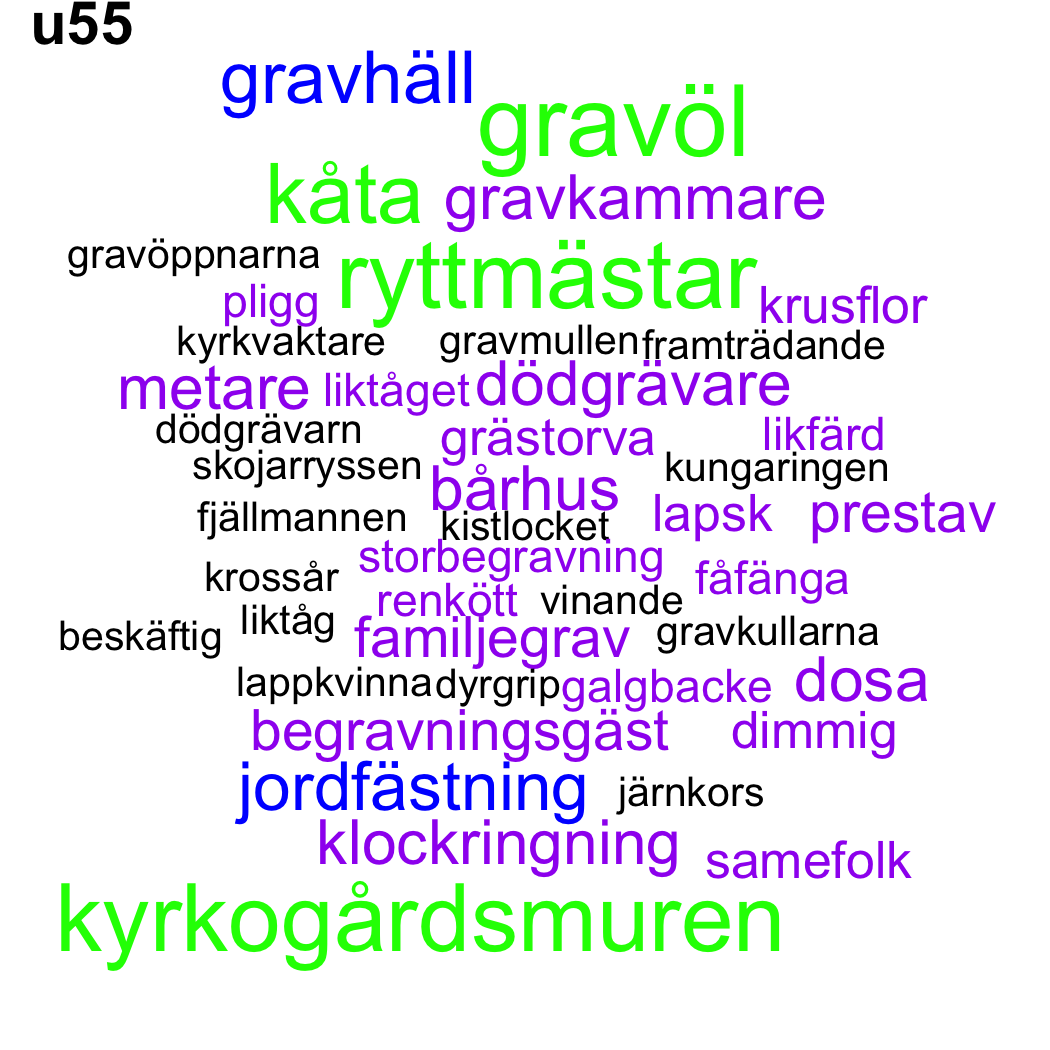 u55
gravhäll
gravöl
kåta gravkammare
gravöppnarna ryttmästar
pligg krusflor
kyrkvaktare gravmullen framträdande
metare liktåget dödgrävare
dödgrävarn grästorva likfärd
skojarryssen bårhus kungaringen
fjällmannen kistlocket lapsk prestav
storbegravning fåfänga
krossår renkött vinande
beskäftig liktåg familjegrav gravkullarna
lappkvinna dyrgrip galgbacke dosa
begravningsgäst dimmig
jordfästning järnkors
klockringning samefolk
kyrkogårdsmuren